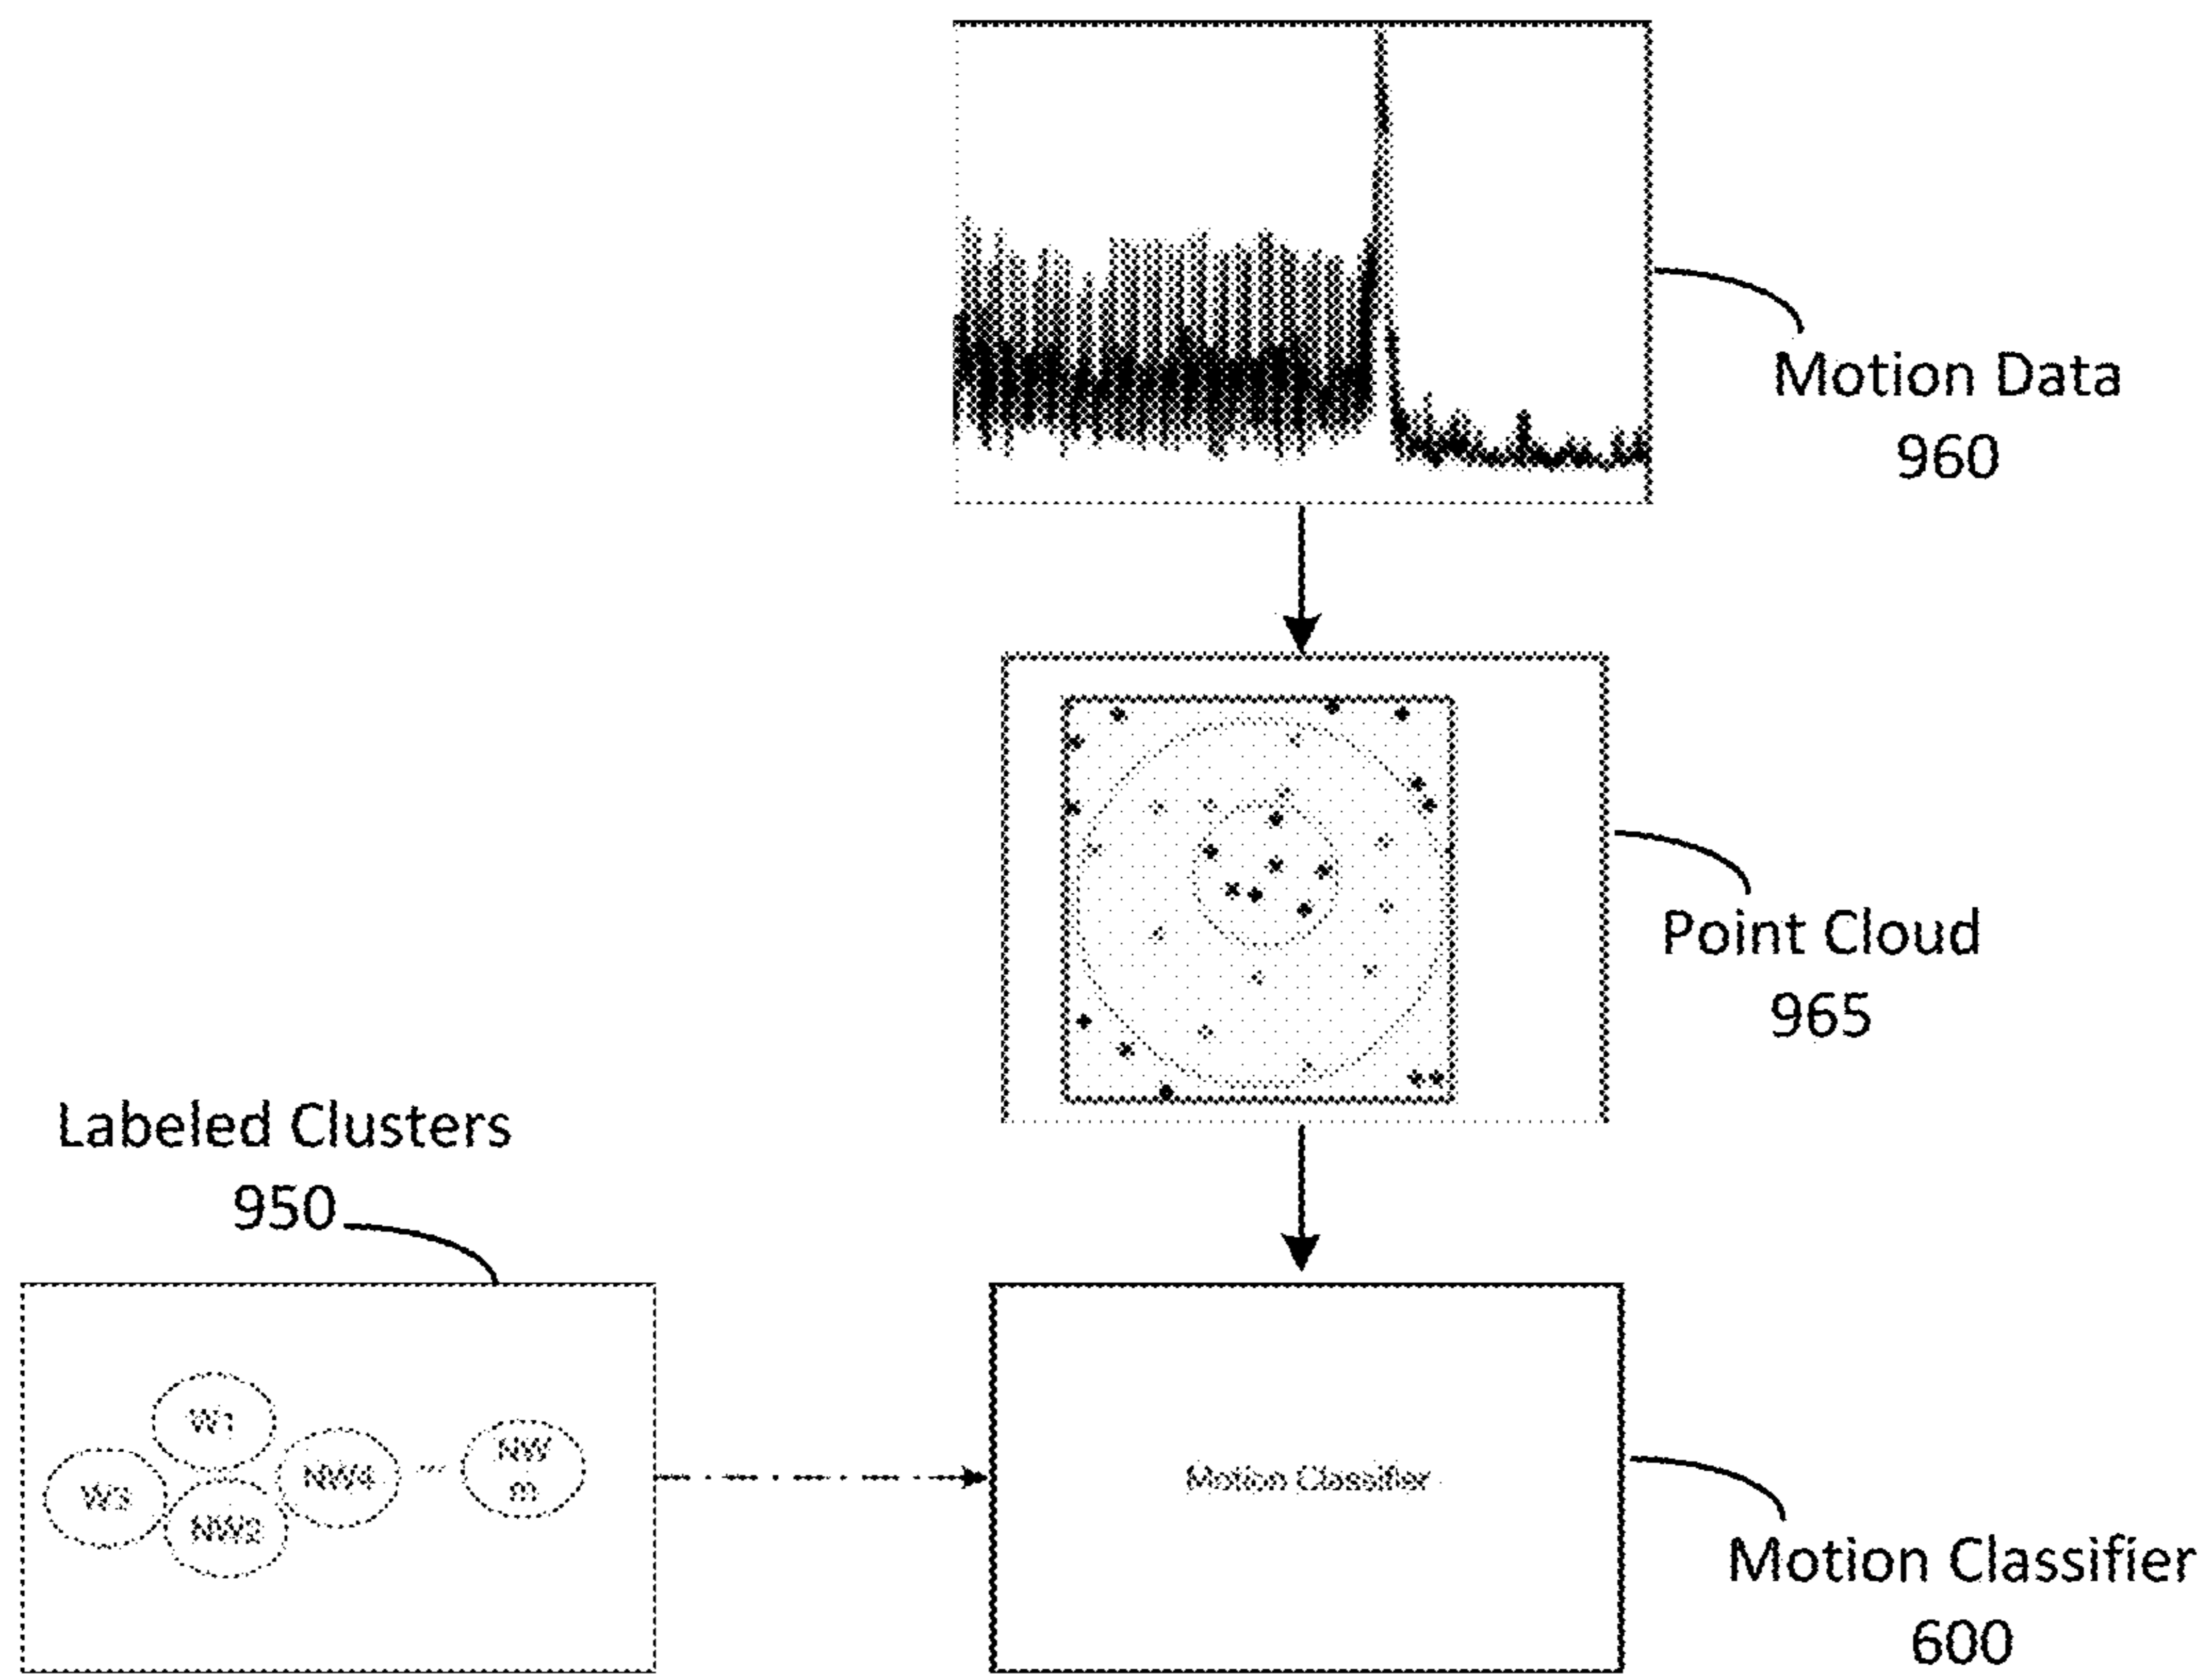 Motion Data
960
Point Cloud
965
Labeled Clusters
950
W1
W3
NW2
NW4
...
NW
m
Motion Classifier
Motion Classifier
600